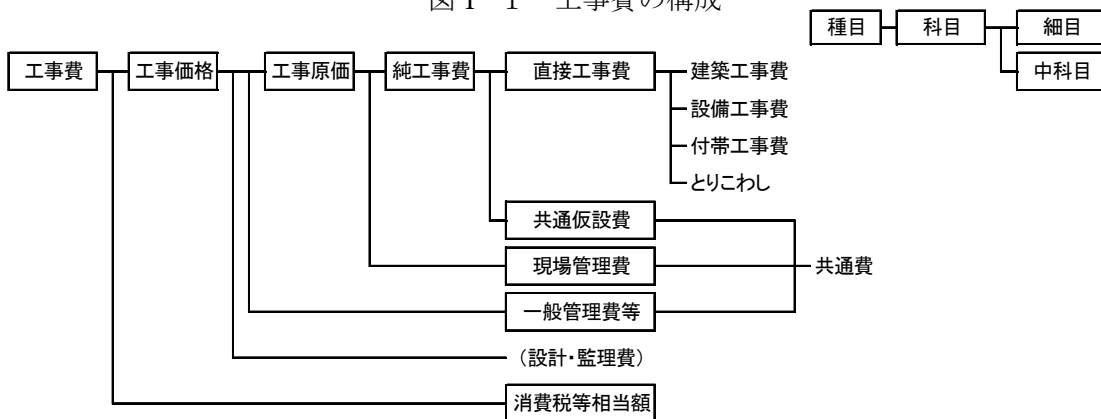 図1-1 工事費の構成
種目 科目 細目
中科目
工事費 工事価格 工事原価 純工事費 直接工事費 建築工事費
設備工事費
付帯工事費
とりこわし
共通仮設費
現場管理費 共通費
一般管理費等
(設計・監理費)
消費税等相当額